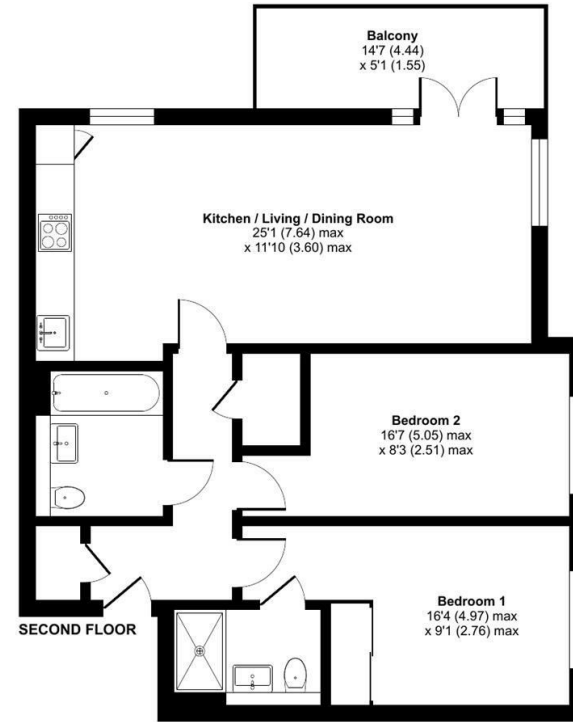 Balcony
14'7 (4.44)
x 5'1 (1.55)
Kitchen / Living / Dining Room
25'1 (7.64) max
x 11'10 (3.60) max
Bedroom 2
16'7 (5.05) max
x 8'3 (2.51) max
Bedroom 1
16'4 (4.97) max
x 9'1 (2.76) max
SECOND FLOOR